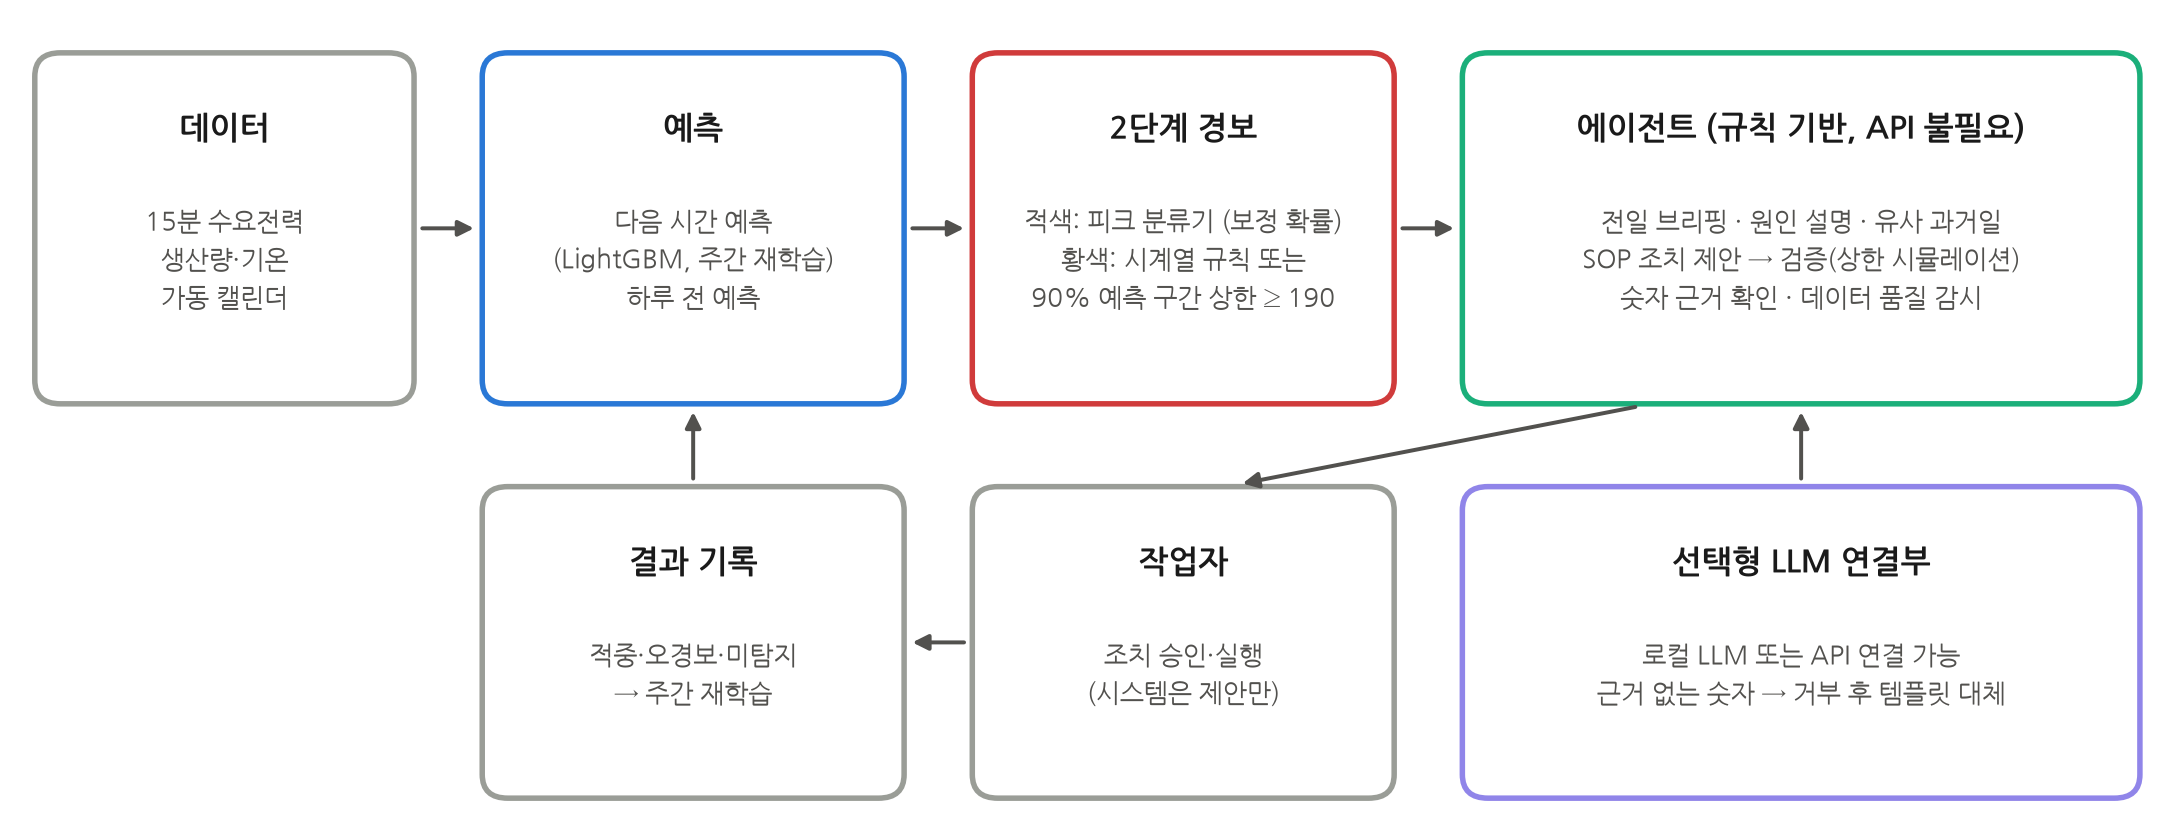 데이터
15분 수요전력
생산량·기온
가동 캘린더
예측
다음 시간 예측
(LightGBM, 주간 재학습)
하루 전 예측
2단계 경보
적색: 피크 분류기 (보정 확률)
황색: 시계열 규칙 또는
90% 예측 구간 상한 ≥ 190
에이전트 (규칙 기반, API 불필요)
전일 브리핑 · 원인 설명 · 유사 과거일
SOP 조치 제안 → 검증(상한 시뮬레이션)
숫자 근거 확인 · 데이터 품질 감시
결과 기록
적중·오경보·미탐지
→ 주간 재학습
작업자
조치 승인·실행
(시스템은 제안만)
선택형 LLM 연결부
로컬 LLM 또는 API 연결 가능
근거 없는 숫자 → 거부 후 템플릿 대체